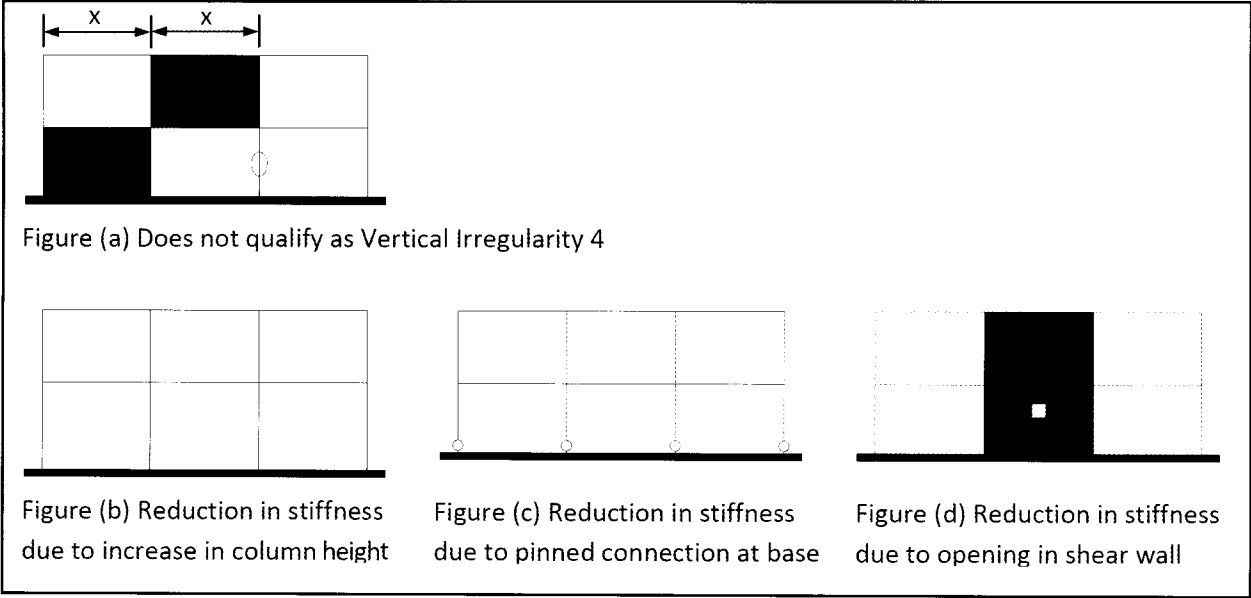 x x
Figure (a) Does not qualify as Vertical Irregularity 4
Figure (b) Reduction in stiffness
due to increase in column height
Figure (c) Reduction in stiffness
due to pinned connection at base
Figure (d) Reduction in stiffness
due to opening in shear wall